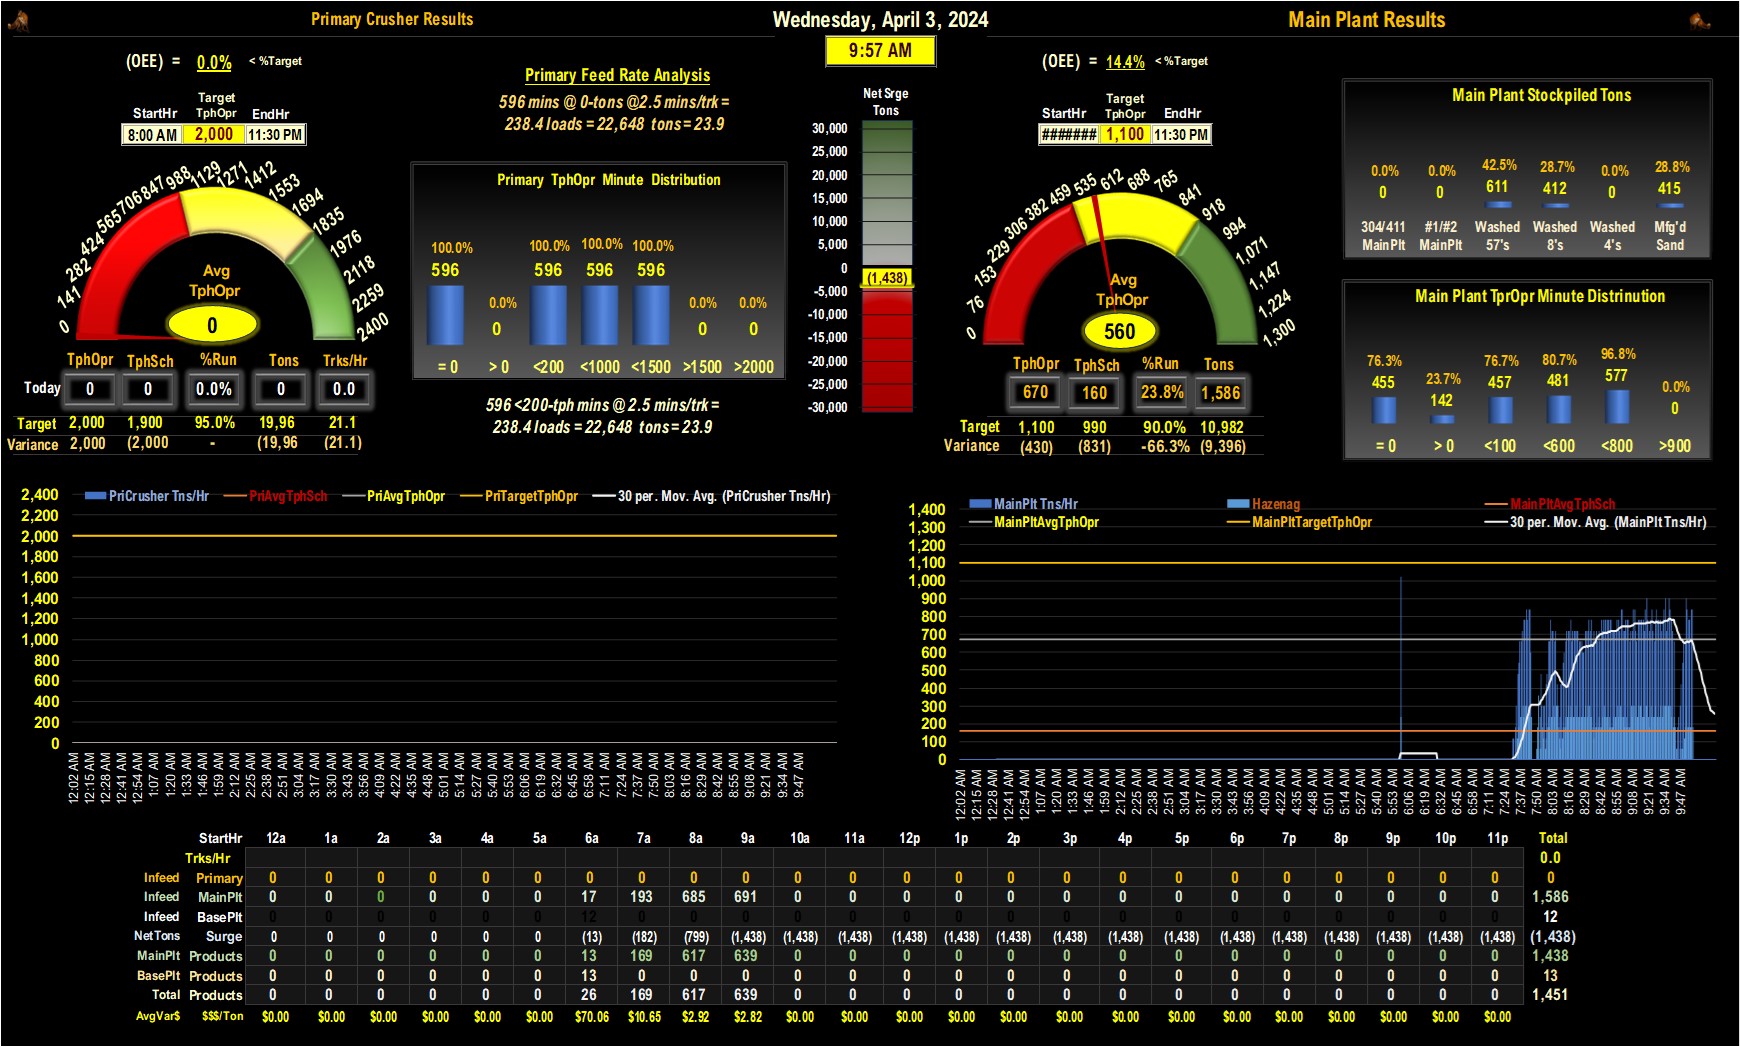 Primary Crusher Results
Wednesday, April 3, 2024
Main Plant Results
9:57 AM
(OEE) = 0.0% < %Target
Target
StartHr TphOpr EndHr
8:00 AM 2,000 11:30 PM
0 141 282 424 565 706 847 988 1129 1271 1412 1553 1694 1835 1976 2118 2259 2400
Avg
TphOpr
0
TphOpr TphSch %Run Tons Trks/Hr
Today 0 0 0.0% 0 0.0
Target 2,000 1,900 95.0% 19,96 21.1
Variance 2,000 (2,000 - (19,96 (21.1)
Primary Feed Rate Analysis
596 mins @ 0-tons @2.5 mins/trk =
238.4 loads = 22,648 tons = 23.9
Primary TphOpr Minute Distribution
100.0% 0.0% 100.0% 100.0% 100.0% 0.0% 0.0%
596 0 596 596 596 0 0
= 0 > 0 <200 <1000 <1500 >1500 >2000
596 <200-tph mins @ 2.5 mins/trk =
238.4 loads = 22,648 tons = 23.9
Net Srge
Tons
30,000
25,000
20,000
15,000
10,000
5,000
0
(1,438)
-5,000
-10,000
-15,000
-20,000
-25,000
-30,000
(OEE) = 14.4% < %Target
Target
StartHr TphOpr EndHr
####### 1,100 11:30 PM
0 76 153 229 306 382 459 535 612 688 765 841 918 994 1,071 1,147 1,224 1,300
Avg
TphOpr
560
TphOpr TphSch %Run Tons
670 160 23.8% 1,586
Target 1,100 990 90.0% 10,982
Variance (430) (831) -66.3% (9,396)
Main Plant Stockpiled Tons
0.0% 0.0% 42.5% 28.7% 0.0% 28.8%
0 0 611 412 0 415
304/411 #1/#2 Washed Washed Washed Mfg'd
MainPlt MainPlt 57's 8's 4's Sand
Main Plant TprOpr Minute Distrinution
76.3% 23.7% 76.7% 80.7% 96.8% 0.0%
455 142 457 481 577 0
= 0 > 0 <100 <600 <800 >900
PriCrusher Tns/Hr PriAvgTphSch PriAvgTphOpr PriTargetTphOpr 30 per. Mov. Avg. (PriCrusher Tns/Hr)
2,400
2,200
2,000
1,800
1,600
1,400
1,200
1,000
800
600
400
200
0
12:02 AM 12:15 AM 12:28 AM 12:41 AM 12:54 AM 1:07 AM 1:20 AM 1:33 AM 1:46 AM 1:59 AM 2:12 AM 2:25 AM 2:38 AM 2:51 AM 3:04 AM 3:17 AM 3:30 AM 3:43 AM 3:56 AM 4:09 AM 4:22 AM 4:35 AM 4:48 AM 5:01 AM 5:14 AM 5:27 AM 5:40 AM 5:53 AM 6:06 AM 6:19 AM 6:32 AM 6:45 AM 6:58 AM 7:11 AM 7:24 AM 7:37 AM 7:50 AM 8:03 AM 8:16 AM 8:29 AM 8:42 AM 8:55 AM 9:08 AM 9:21 AM 9:34 AM 9:47 AM
MainPlt Tns/Hr Hazenag MainPltAvgTphSch
MainPltAvgTphOpr MainPltTargetTphOpr 30 per. Mov. Avg. (MainPlt Tns/Hr)
1,400
1,300
1,200
1,100
1,000
900
800
700
600
500
400
300
200
100
0
12:02 AM 12:15 AM 12:28 AM 12:41 AM 12:54 AM 1:07 AM 1:20 AM 1:33 AM 1:46 AM 1:59 AM 2:12 AM 2:25 AM 2:38 AM 2:51 AM 3:04 AM 3:17 AM 3:30 AM 3:43 AM 3:56 AM 4:09 AM 4:22 AM 4:35 AM 4:48 AM 5:01 AM 5:14 AM 5:27 AM 5:40 AM 5:53 AM 6:06 AM 6:19 AM 6:32 AM 6:45 AM 6:58 AM 7:11 AM 7:24 AM 7:37 AM 7:50 AM 8:03 AM 8:16 AM 8:29 AM 8:42 AM 8:55 AM 9:08 AM 9:21 AM 9:34 AM 9:47 AM
StartHr 12a 1a 2a 3a 4a 5a 6a 7a 8a 9a 10a 11a 12p 1p 2p 3p 4p 5p 6p 7p 8p 9p 10p 11p Total
Trks/Hr 0.0
Infeed Primary 0 0 0 0 0 0 0 0 0 0 0 0 0 0 0 0 0 0 0 0 0 0 0 0 0
Infeed MainPlt 0 0 0 0 0 0 17 193 685 691 0 0 0 0 0 0 0 0 0 0 0 0 0 0 1,586
Infeed BasePlt 0 0 0 0 0 0 12 0 0 0 0 0 0 0 0 0 0 0 0 0 0 0 0 0 12
NetTons Surge 0 0 0 0 0 0 (13) (182) (799) (1,438) (1,438) (1,438) (1,438) (1,438) (1,438) (1,438) (1,438) (1,438) (1,438) (1,438) (1,438) (1,438) (1,438) (1,438) (1,438)
MainPlt Products 0 0 0 0 0 0 13 169 617 639 0 0 0 0 0 0 0 0 0 0 0 0 0 0 1,438
BasePlt Products 0 0 0 0 0 0 13 0 0 0 0 0 0 0 0 0 0 0 0 0 0 0 0 0 13
Total Products 0 0 0 0 0 0 26 169 617 639 0 0 0 0 0 0 0 0 0 0 0 0 0 0 1,451
AvgVar$ $$$/Ton $0.00 $0.00 $0.00 $0.00 $0.00 $0.00 $70.06 $10.65 $2.92 $2.82 $0.00 $0.00 $0.00 $0.00 $0.00 $0.00 $0.00 $0.00 $0.00 $0.00 $0.00 $0.00 $0.00 $0.00